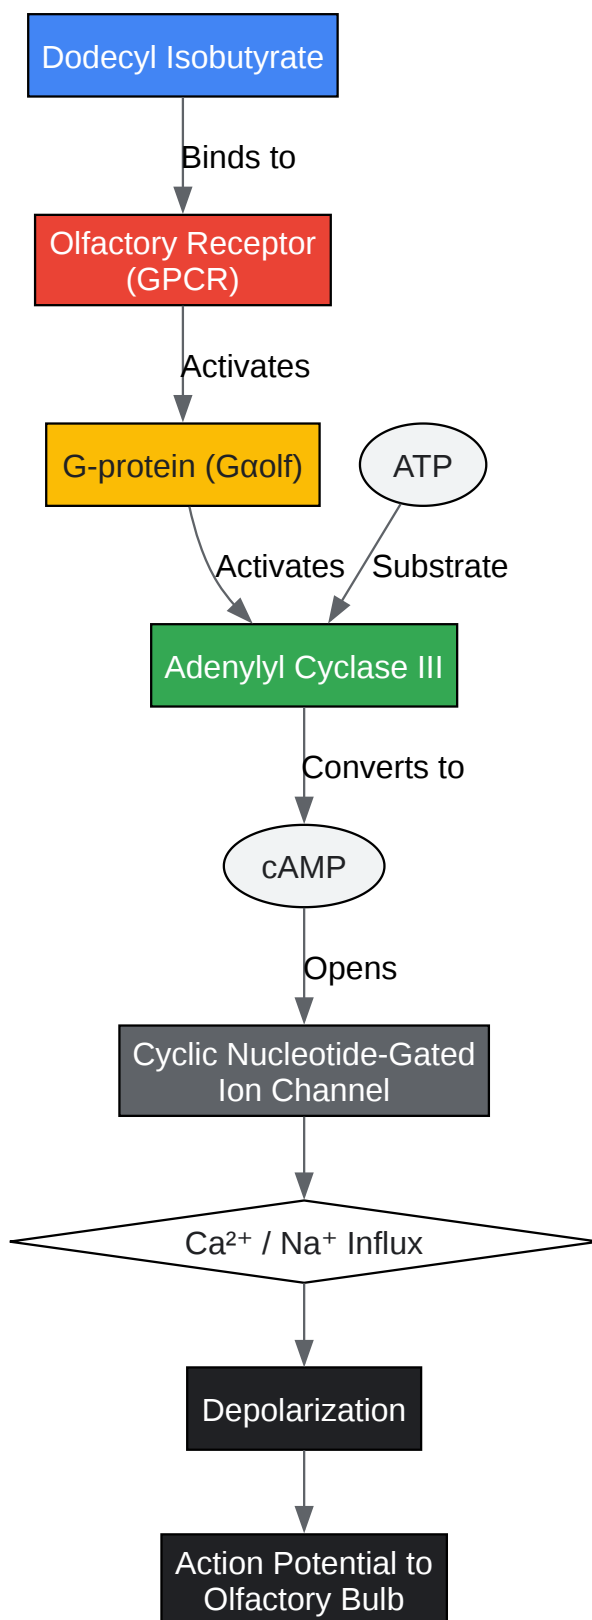 Dodecyl Isobutyrate
Binds to
Olfactory Receptor
(GPCR)
Activates
G-protein (Gαolf)
ATP
Activates
Substrate
Adenylyl Cyclase III
Converts to
cAMP
Opens
Cyclic Nucleotide-Gated
Ion Channel
Ca²⁺ / Na⁺ Influx
Depolarization
Action Potential to
Olfactory Bulb